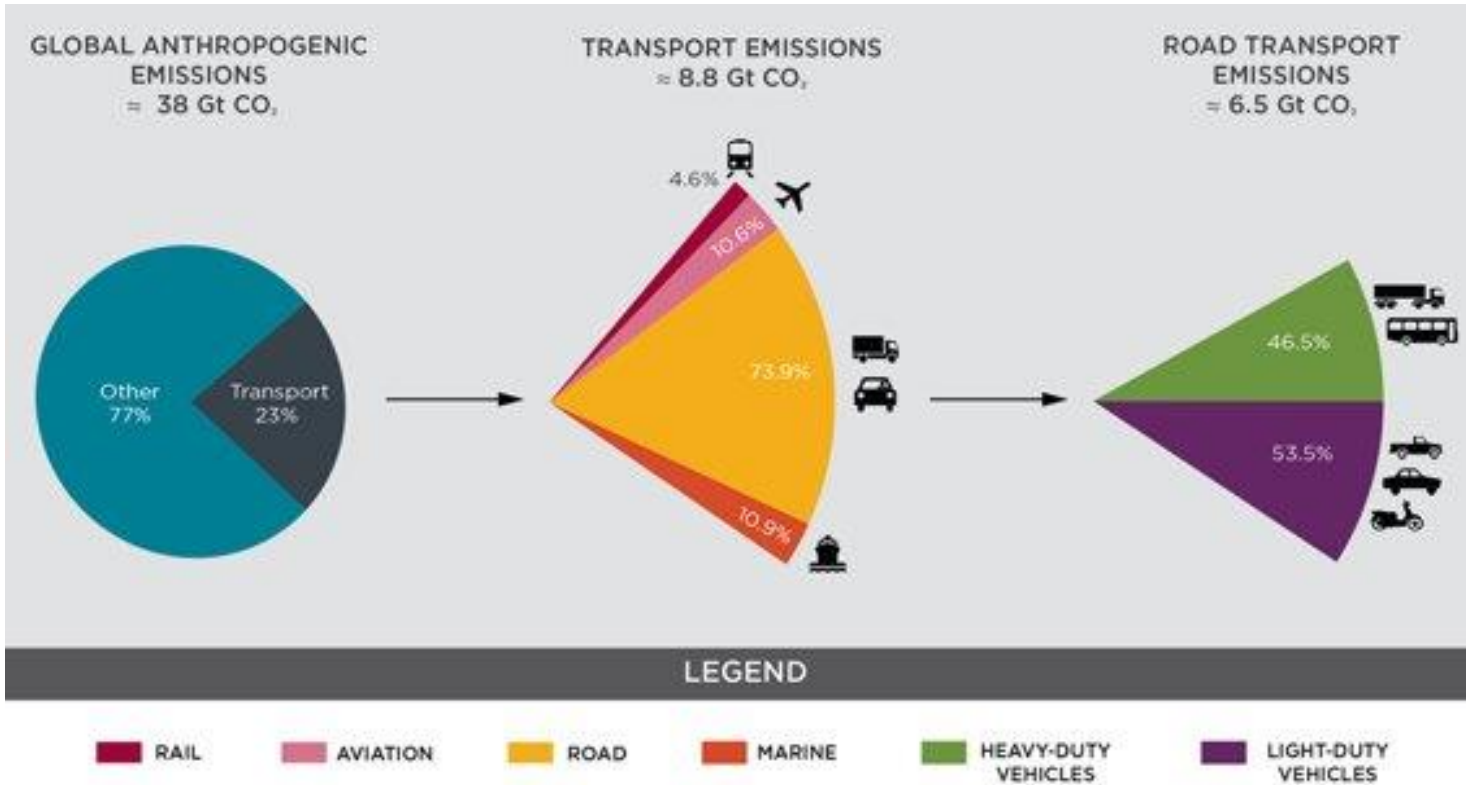 GLOBAL ANTHROPOGENIC
EMISSIONS
≈ 38 Gt CO₂
TRANSPORT EMISSIONS
≈ 8.8 Gt CO₂
ROAD TRANSPORT
EMISSIONS
≈ 6.5 Gt CO₂
Other
77%
Transport
23%
4.6%
10.6%
73.9%
10.9%
46.5%
53.5%
LEGEND
RAIL
AVIATION
ROAD
MARINE
HEAVY-DUTY
VEHICLES
LIGHT-DUTY
VEHICLES